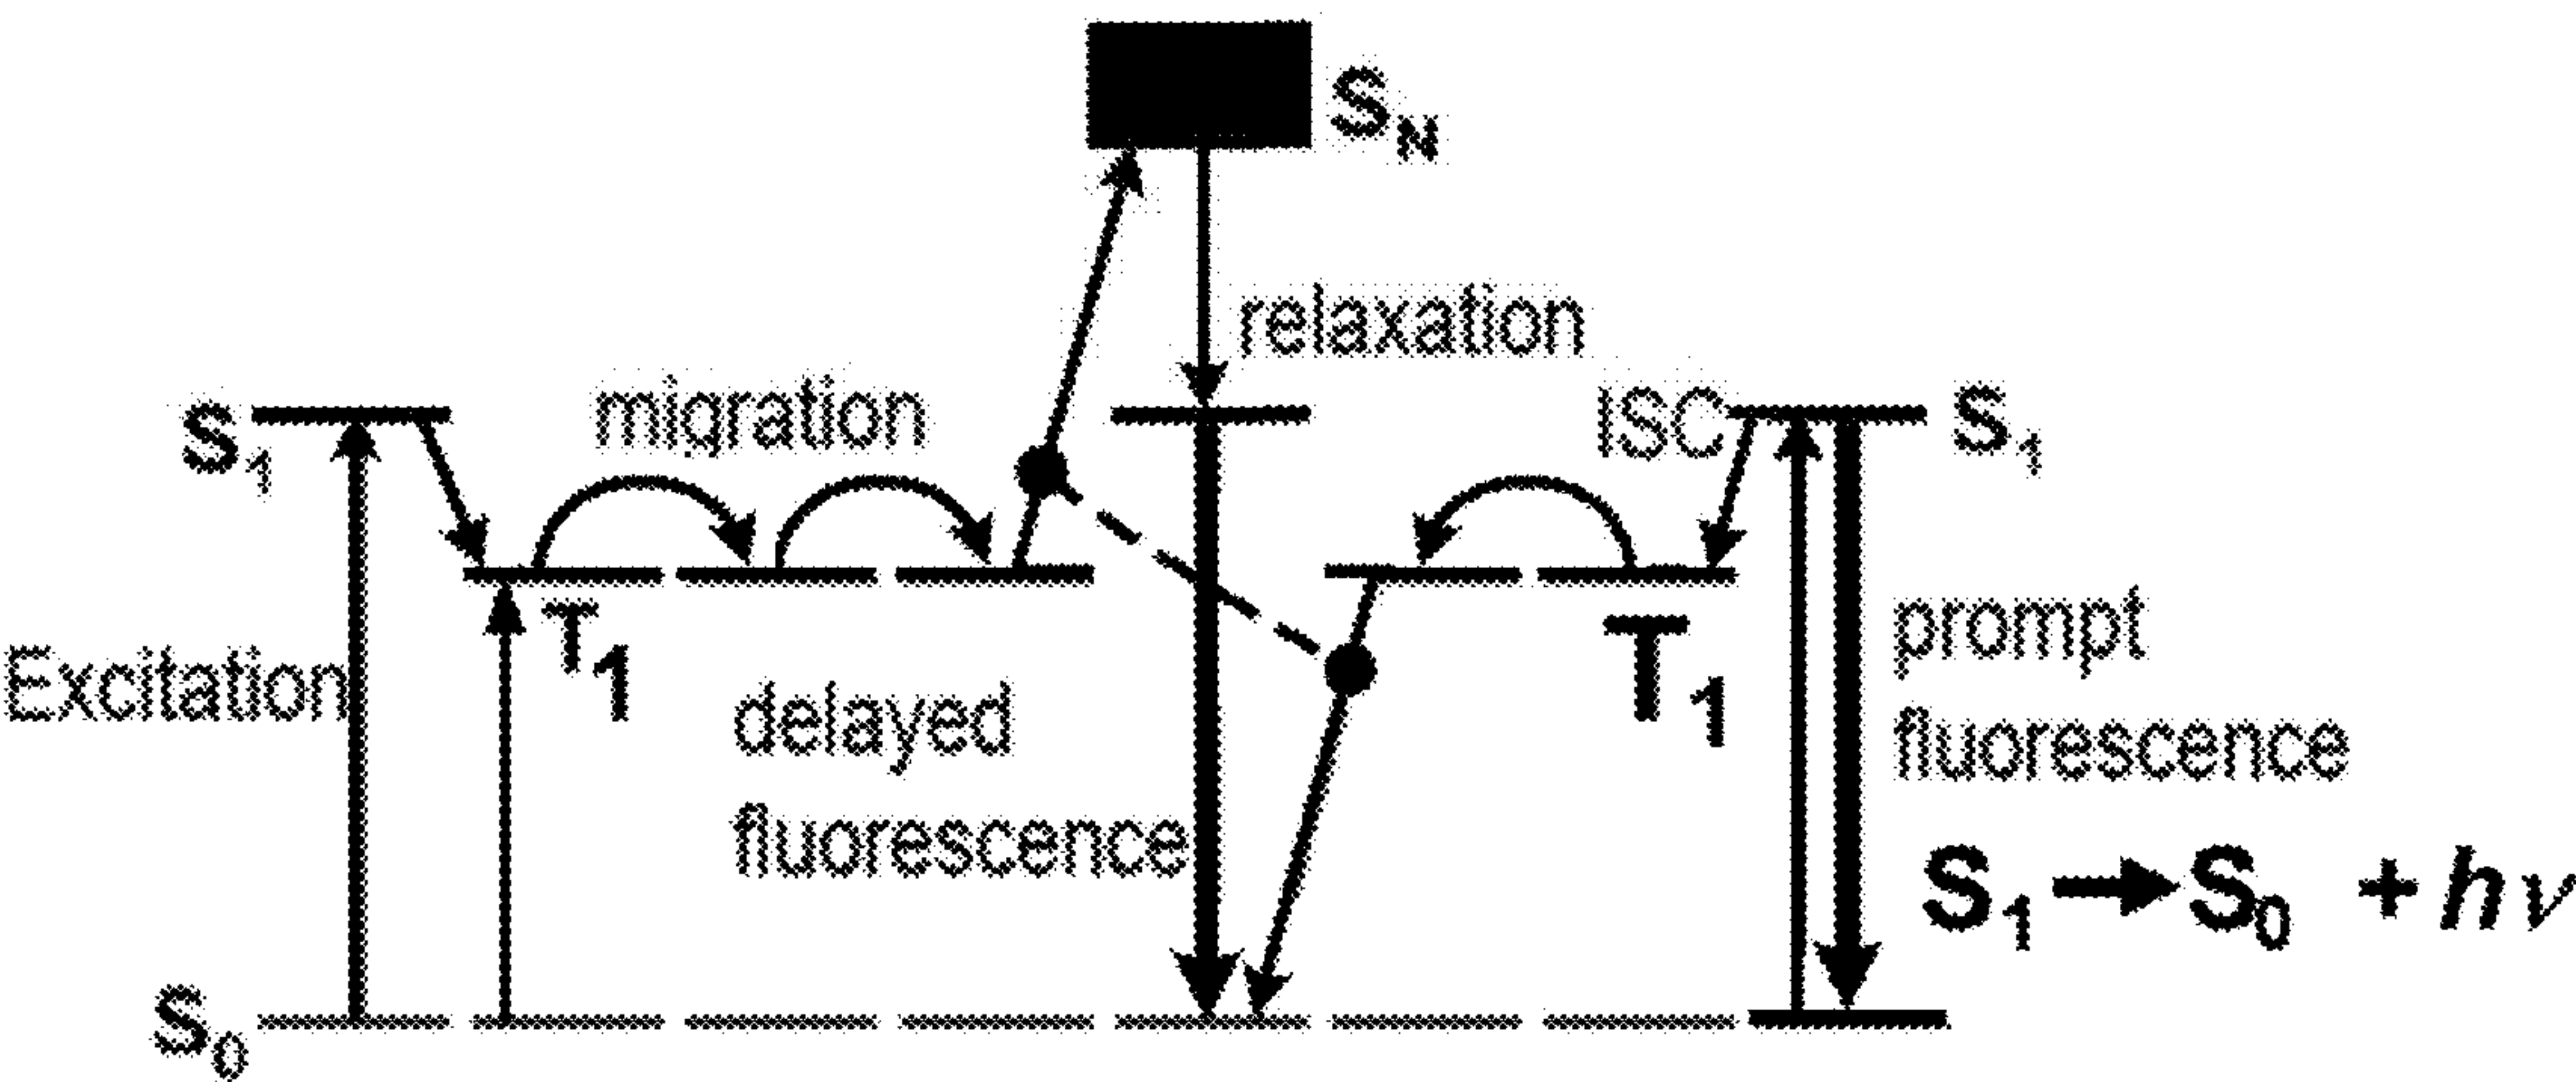 S_N
relaxation
migration
ISC
S_1
S_1
T_1
T_1
Excitation
delayed
fluorescence
prompt
fluorescence
S_1 → S_0 + hν
S_0